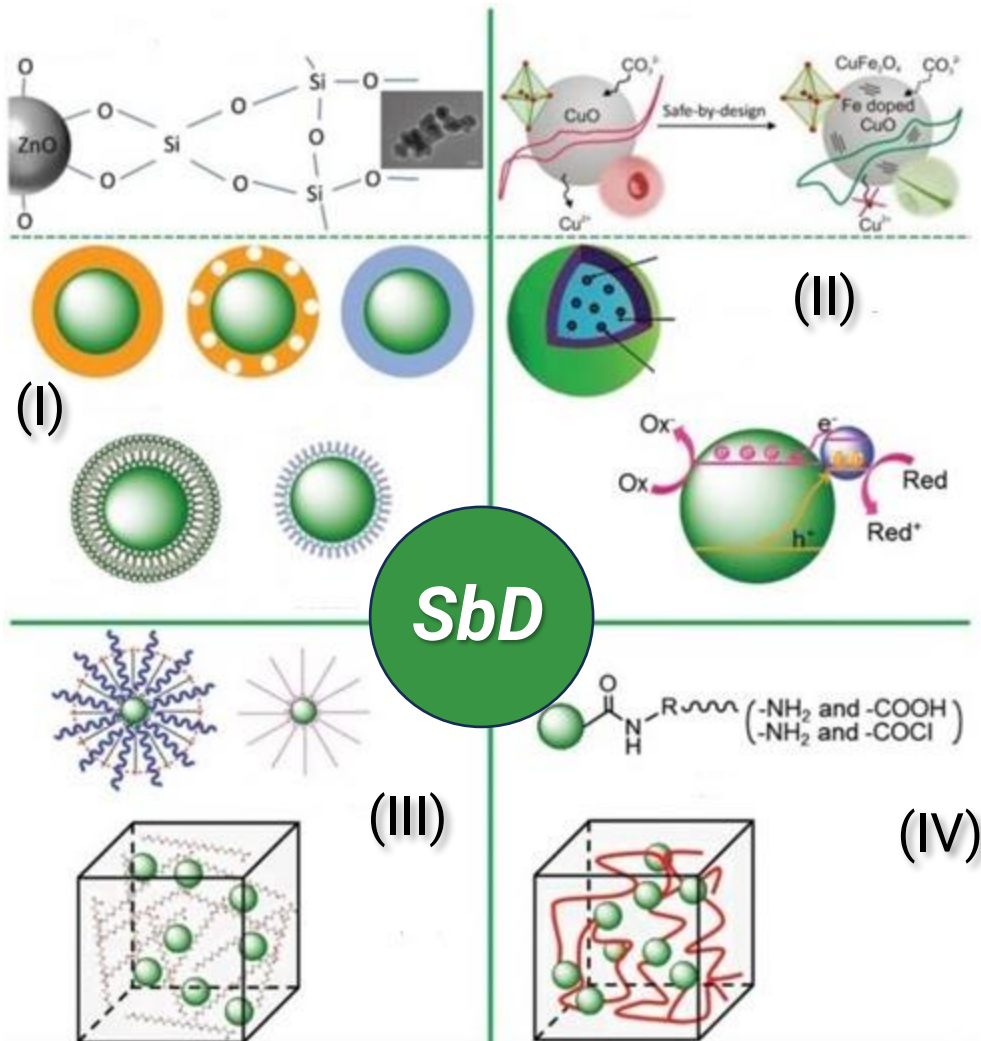 O
O
ZnO
O
O
Si
O
O
Si
O
O
Si
O
CO₃²⁻
CuO
Cu²⁺
Safe-by-design
CuFe₂O₄
CO₃²⁻
Fe doped
CuO
Cu²⁺
(I)
(II)
Ox⁻
Ox
e⁻
h⁺
Red
Red⁺
SbD
(III)
O
N
H
R
(-NH₂ and -COOH
-NH₂ and -COCl)
(IV)